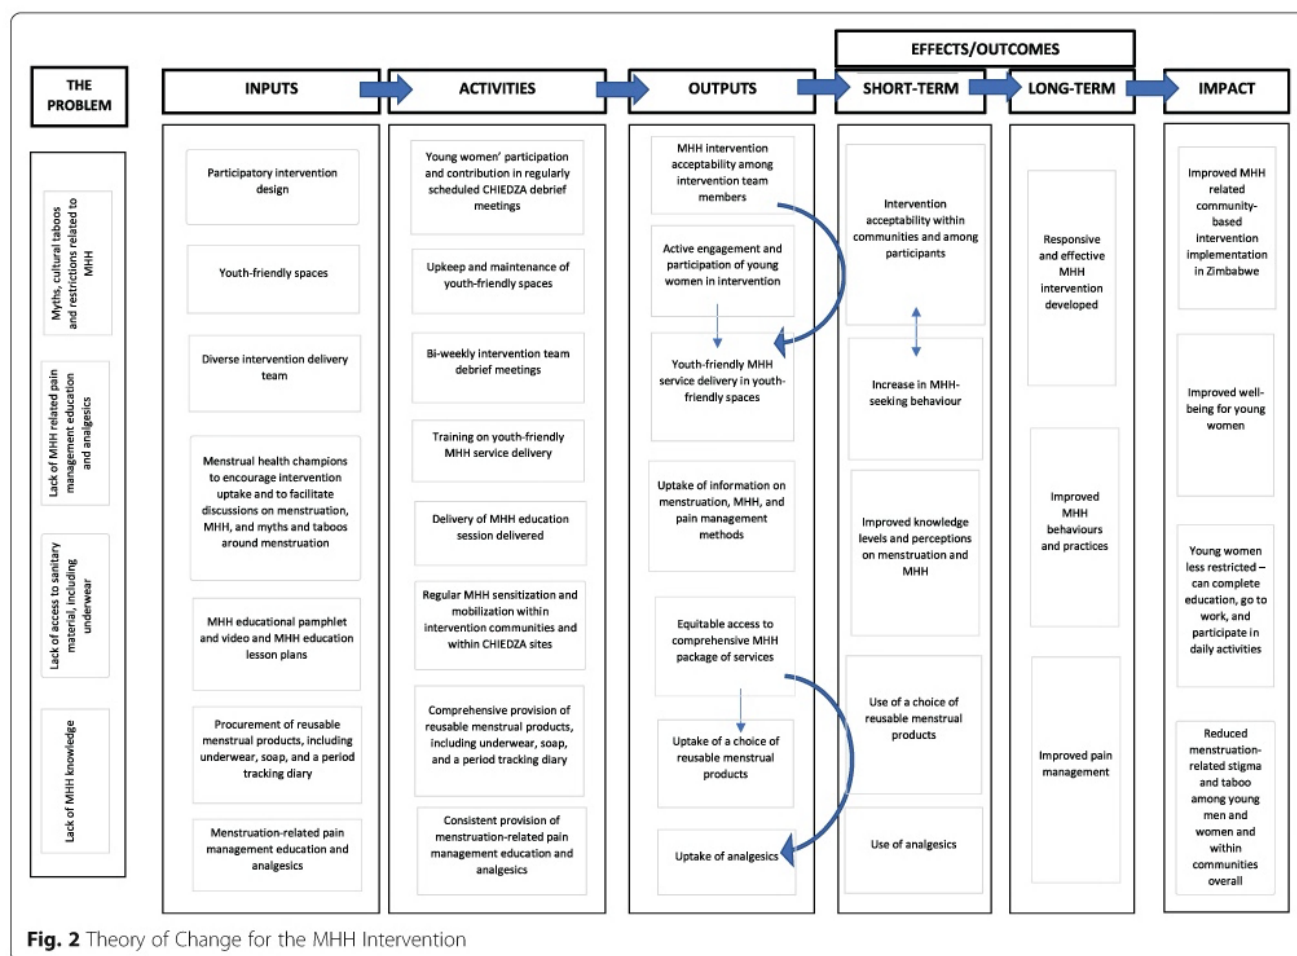 EFFECTS/OUTCOMES
THE
PROBLEM
INPUTS
ACTIVITIES
OUTPUTS
SHORT-TERM
LONG-TERM
IMPACT
Myths, cultural taboos
and restrictions related to
MHH
Lack of MHH related pain
management education
and analgesics
Lack of access to sanitary
material, including
underwear
Lack of MHH knowledge
Participatory intervention
design
Youth-friendly spaces
Diverse intervention delivery
team
Menstrual health champions
to encourage intervention
uptake and to facilitate
discussions on menstruation,
MHH, and myths and taboos
around menstruation
MHH educational pamphlet
and video and MHH education
lesson plans
Procurement of reusable
menstrual products, including
underwear, soap, and a period
tracking diary
Menstruation-related pain
management education and
analgesics
Young women' participation
and contribution in regularly
scheduled CHIEDZA debrief
meetings
Upkeep and maintenance of
youth-friendly spaces
Bi-weekly intervention team
debrief meetings
Training on youth-friendly
MHH service delivery
Delivery of MHH education
session delivered
Regular MHH sensitization and
mobilization within
intervention communities and
within CHIEDZA sites
Comprehensive provision of
reusable menstrual products,
including underwear, soap,
and a period tracking diary
Consistent provision of
menstruation-related pain
management education and
analgesics
MHH intervention
acceptability among
intervention team
members
Active engagement and
participation of young
women in intervention
Youth-friendly MHH
service delivery in youth-
friendly spaces
Uptake of information on
menstruation, MHH, and
pain management
methods
Equitable access to
comprehensive MHH
package of services
Uptake of a choice of
reusable menstrual
products
Uptake of analgesics
Intervention
acceptability within
communities and among
participants
Increase in MHH-
seeking behaviour
Improved knowledge
levels and perceptions
on menstruation and
MHH
Use of a choice of
reusable menstrual
products
Use of analgesics
Responsive
and effective
MHH
intervention
developed
Improved
MHH
behaviours
and practices
Improved pain
management
Improved MHH
related
community-
based
intervention
implementation
in Zimbabwe
Improved well-
being for young
women
Young women
less restricted –
can complete
education, go to
work, and
participate in
daily activities
Reduced
menstruation-
related stigma
and taboo
among young
men and
women and
within
communities
overall
Fig. 2 Theory of Change for the MHH Intervention